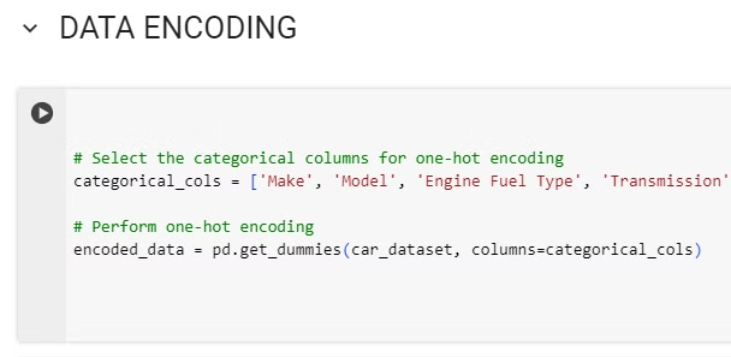 DATA ENCODING
# Select the categorical columns for one-hot encoding
categorical_cols = ['Make', 'Model', 'Engine Fuel Type', 'Transmission'
# Perform one-hot encoding
encoded_data = pd.get_dummies(car_dataset, columns=categorical_cols)